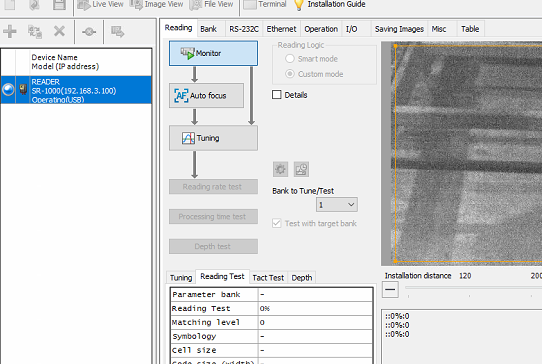 Live View Image View File View Terminal Installation Guide
Reading Bank RS-232C Ethernet Operation I/O Saving Images Misc Table
Device Name
Model (IP address)
READER
SR-1000(192.168.3.100)
Operating(USB)
Monitor
Auto focus
Tuning
Reading rate test
Processing time test
Depth test
Reading Logic
Smart mode
Custom mode
Details
Bank to Tune/Test
1
Test with target bank
Tuning Reading Test Tact Test Depth
Parameter bank -
Reading Test 0%
Matching level 0
Symbology -
Cell size -
Code size (width) -
Installation distance 120 200
::0%:0
::0%:0
::0%:0